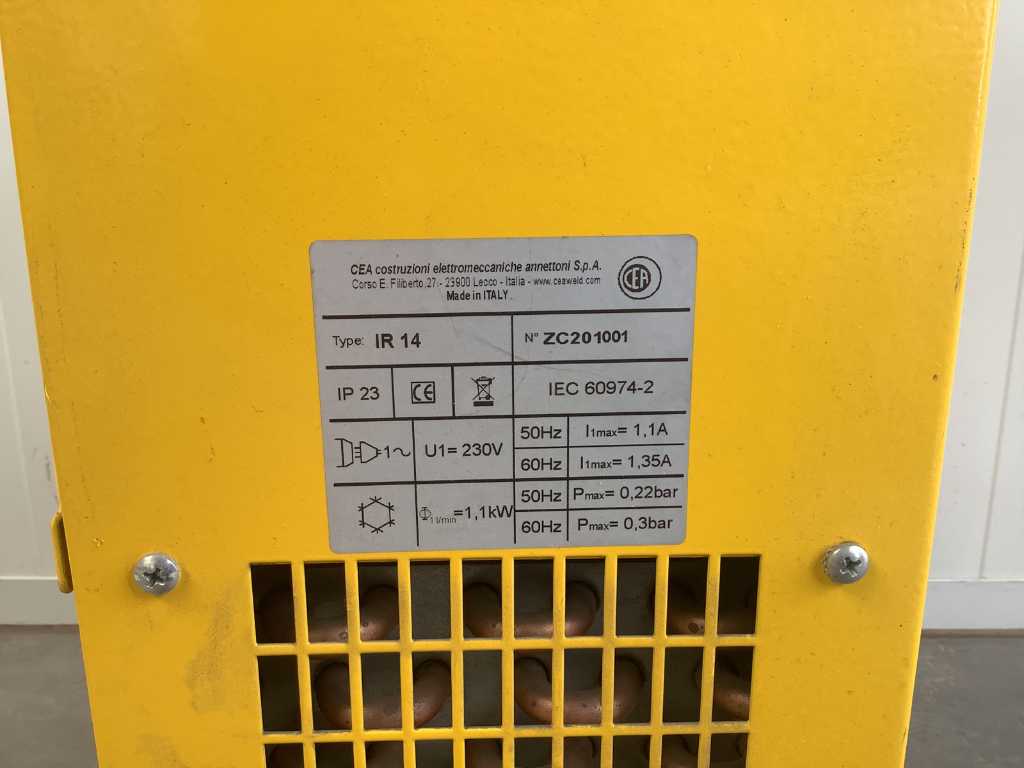 CEA costruzioni elettromeccaniche annettoni S.p.A.
Corso E. Filiberto, 27 - 23900 Lecco - Italia - www.ceaweld.com
Made in ITALY.
CEA
Type: IR 14
N° ZC201001
IP 23
CE
IEC 60974-2
1~
U1= 230V
50Hz
I1max= 1,1A
60Hz
I1max= 1,35A
Φ1 l/min=1,1kW
50Hz
Pmax= 0,22bar
60Hz
Pmax= 0,3bar